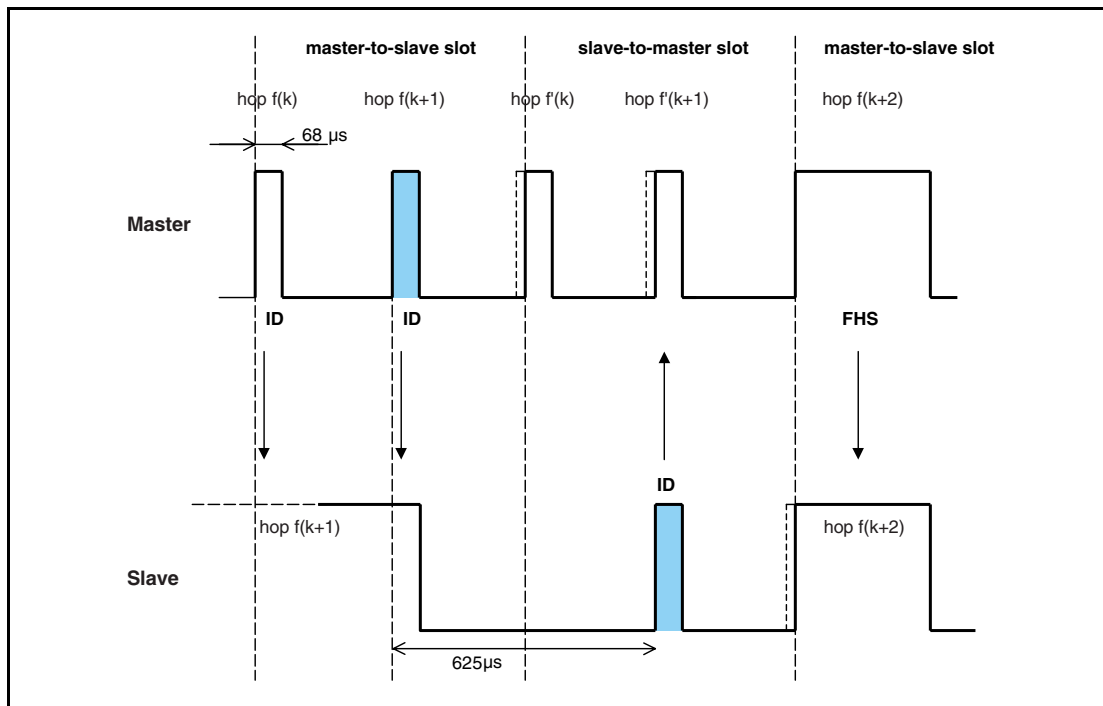 master-to-slave slot
slave-to-master slot
master-to-slave slot
hop f(k)
hop f(k+1)
hop f'(k)
hop f'(k+1)
hop f(k+2)
68 µs
Master
ID
ID
FHS
ID
hop f(k+1)
hop f(k+2)
Slave
625µs